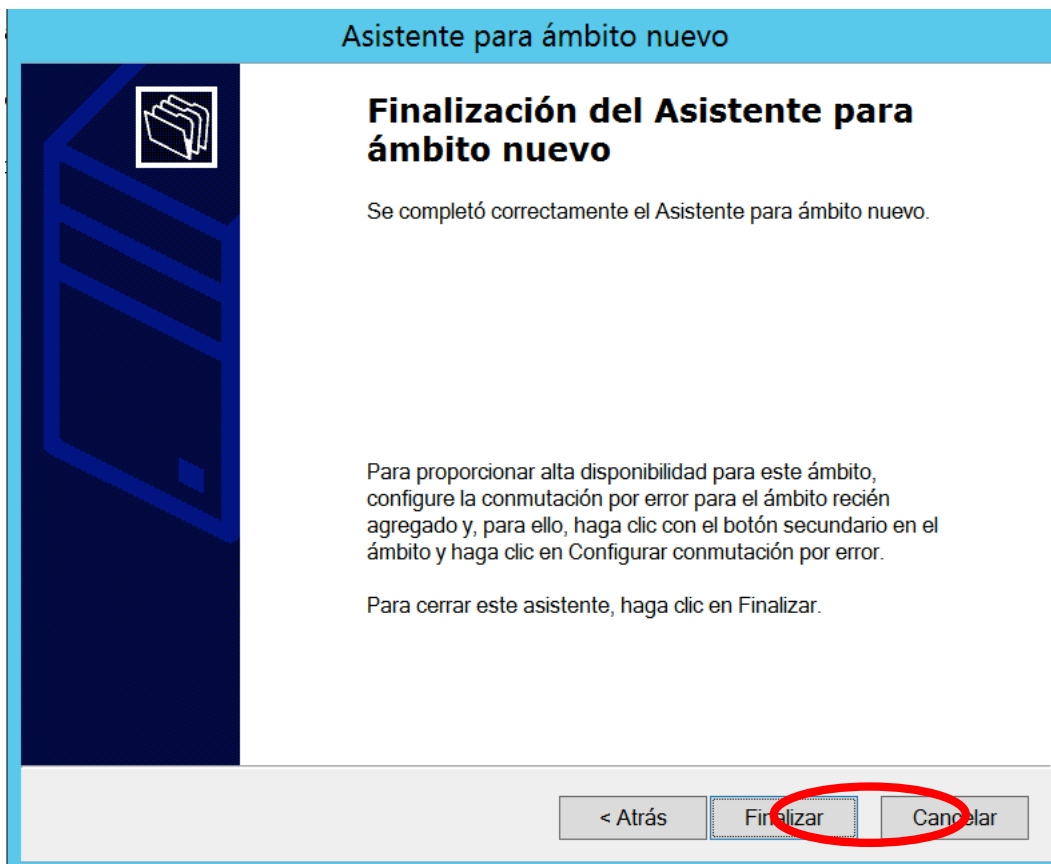 Asistente para ámbito nuevo
Finalización del Asistente para
ámbito nuevo
Se completó correctamente el Asistente para ámbito nuevo.
Para proporcionar alta disponibilidad para este ámbito,
configure la conmutación por error para el ámbito recién
agregado y, para ello, haga clic con el botón secundario en el
ámbito y haga clic en Configurar conmutación por error.
Para cerrar este asistente, haga clic en Finalizar.
< Atrás Finalizar Cancelar